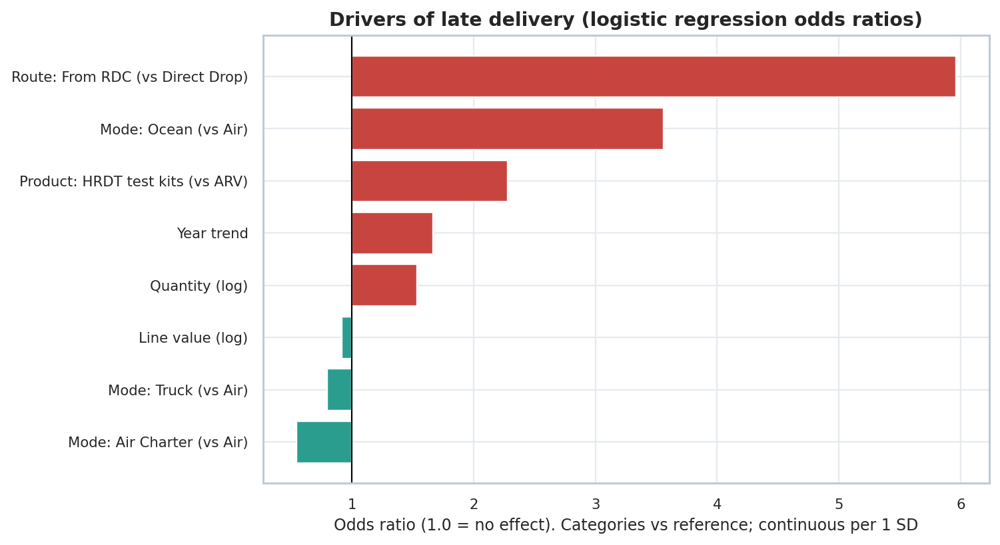 Drivers of late delivery (logistic regression odds ratios)
Route: From RDC (vs Direct Drop)
Mode: Ocean (vs Air)
Product: HRDT test kits (vs ARV)
Year trend
Quantity (log)
Line value (log)
Mode: Truck (vs Air)
Mode: Air Charter (vs Air)
1 2 3 4 5 6
Odds ratio (1.0 = no effect). Categories vs reference; continuous per 1 SD